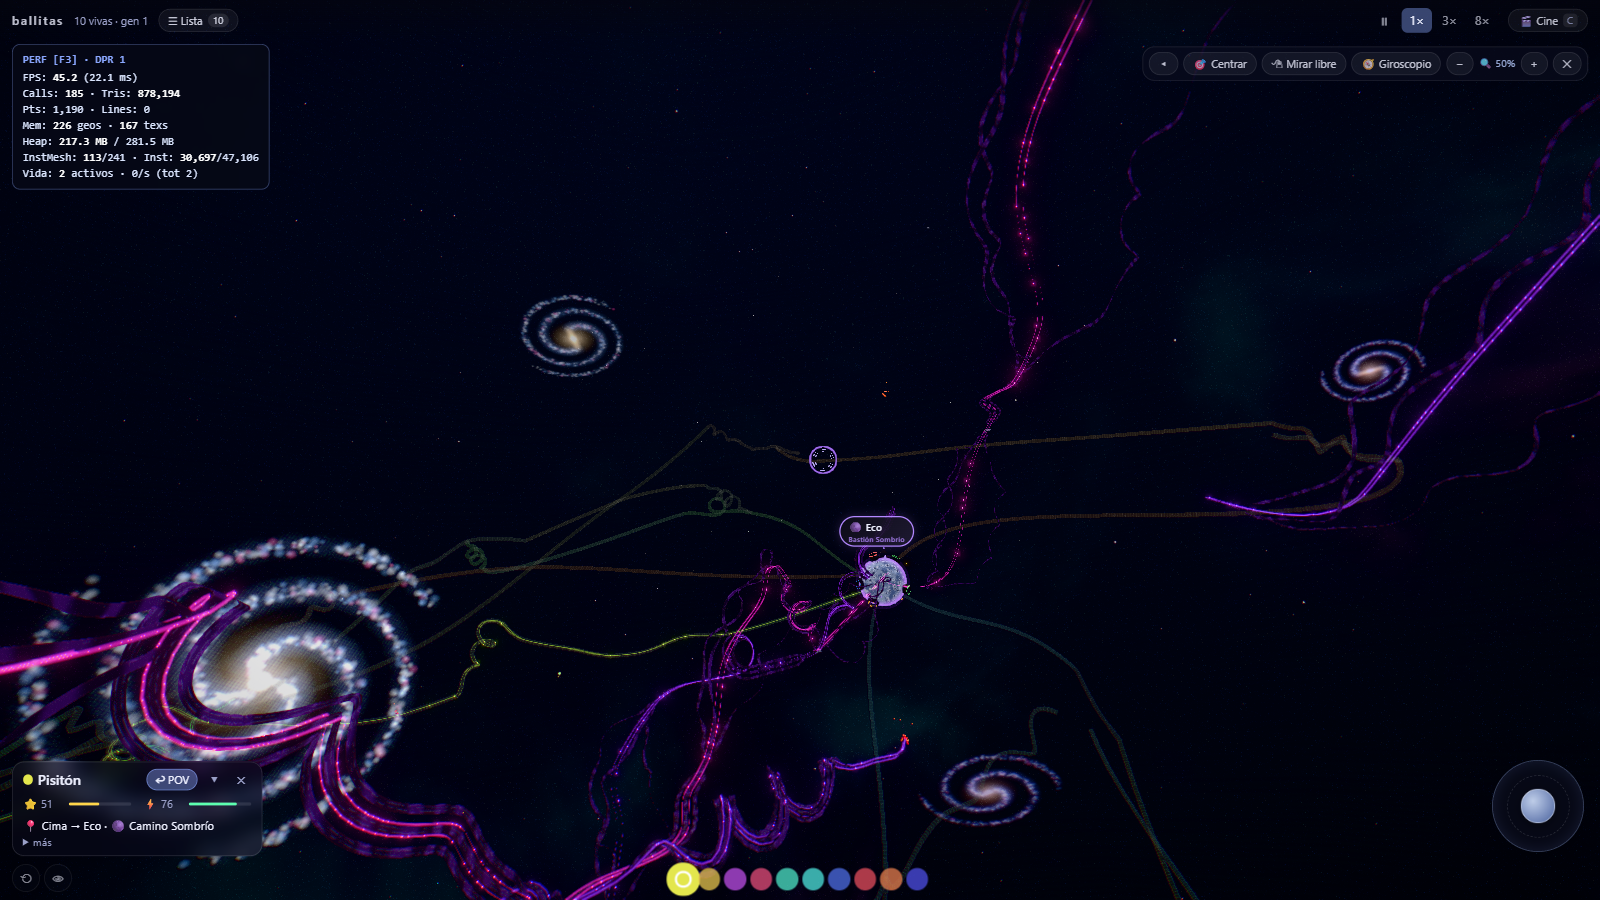 ballitas 10 vivas · gen 1 ☰ Lista 10
1× 3× 8× Cine C
PERF [F3] · DPR 1
FPS: 45.2 (22.1 ms)
Calls: 185 · Tris: 878,194
Pts: 1,190 · Lines: 0
Mem: 226 geos · 167 texs
Heap: 217.3 MB / 281.5 MB
InstMesh: 113/241 · Inst: 30,697/47,106
Vida: 2 activos · 0/s (tot 2)
◂ Centrar Mirar libre Giroscopio − 50% + ✕
Eco
Bastión Sombrío
Pisitón ↩ POV ▼ ✕
51 76
Cima → Eco · Camino Sombrío
▶ más